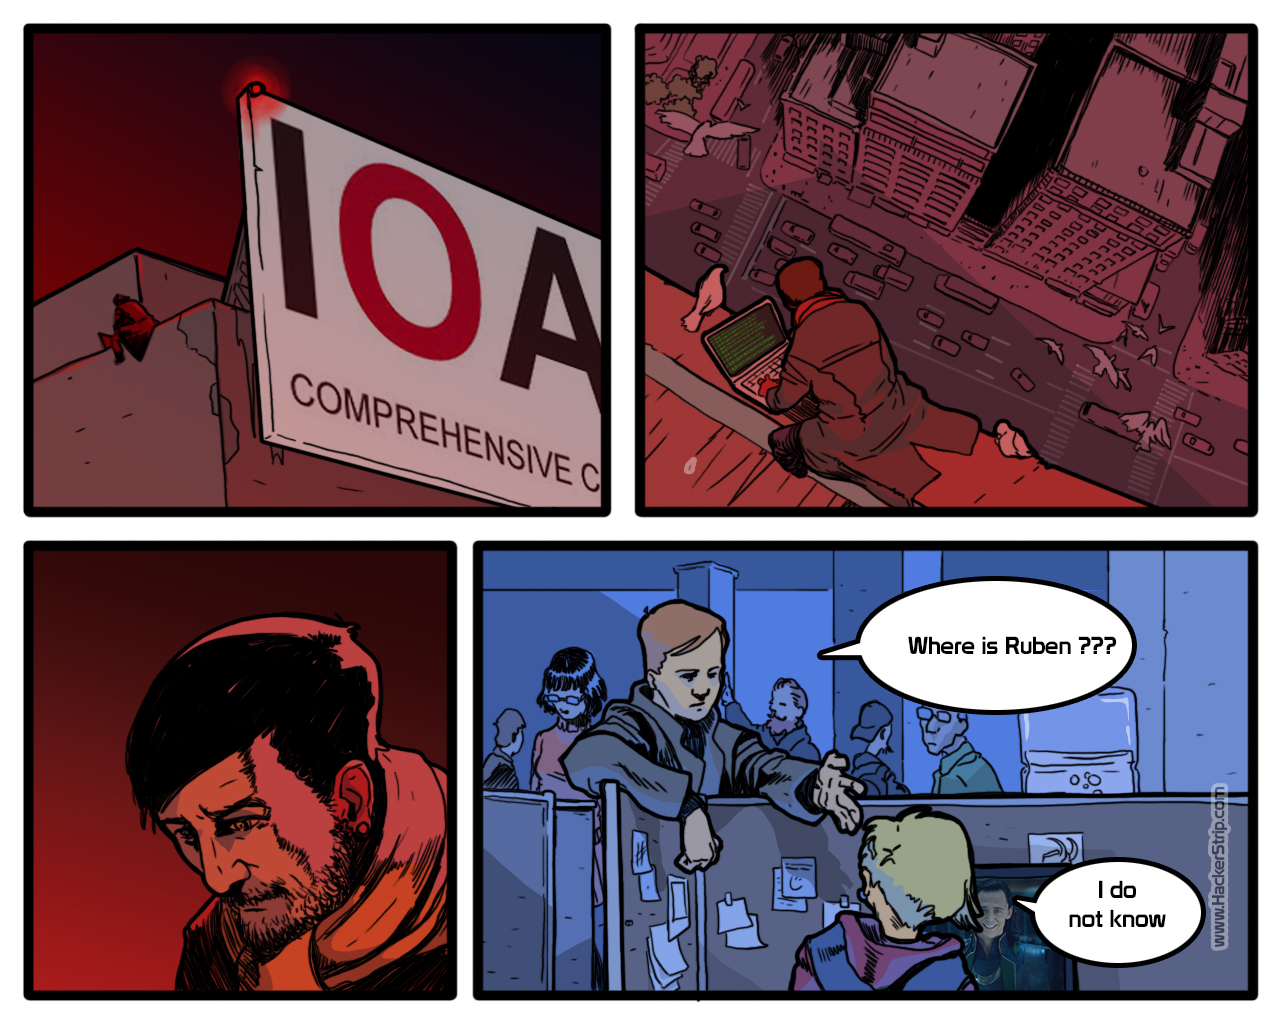 IOA
COMPREHENSIVE C
Where is Ruben ???
I do
not know
www.HackerStrip.com